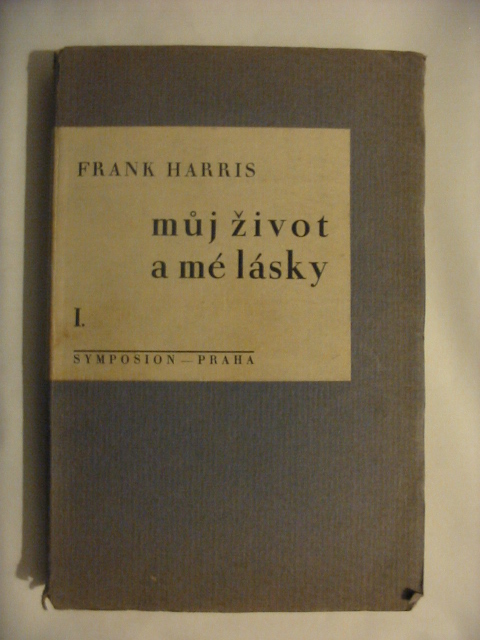 FRANK HARRIS
můj život
a mé lásky
I.
SYMPOSION — PRAHA